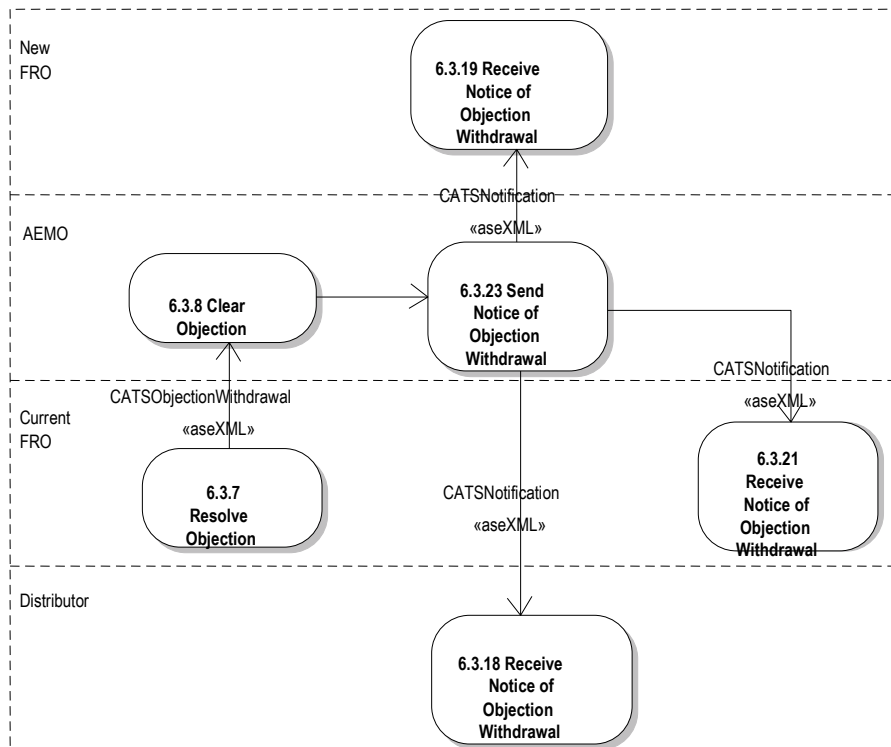 New
FRO
6.3.19 Receive
Notice of
Objection
Withdrawal
CATSNotification
«aseXML»
AEMO
6.3.8 Clear
Objection
6.3.23 Send
Notice of
Objection
Withdrawal
CATSNotification
«aseXML»
CATSObjectionWithdrawal
«aseXML»
Current
FRO
6.3.7
Resolve
Objection
CATSNotification
«aseXML»
6.3.21
Receive
Notice of
Objection
Withdrawal
Distributor
6.3.18 Receive
Notice of
Objection
Withdrawal